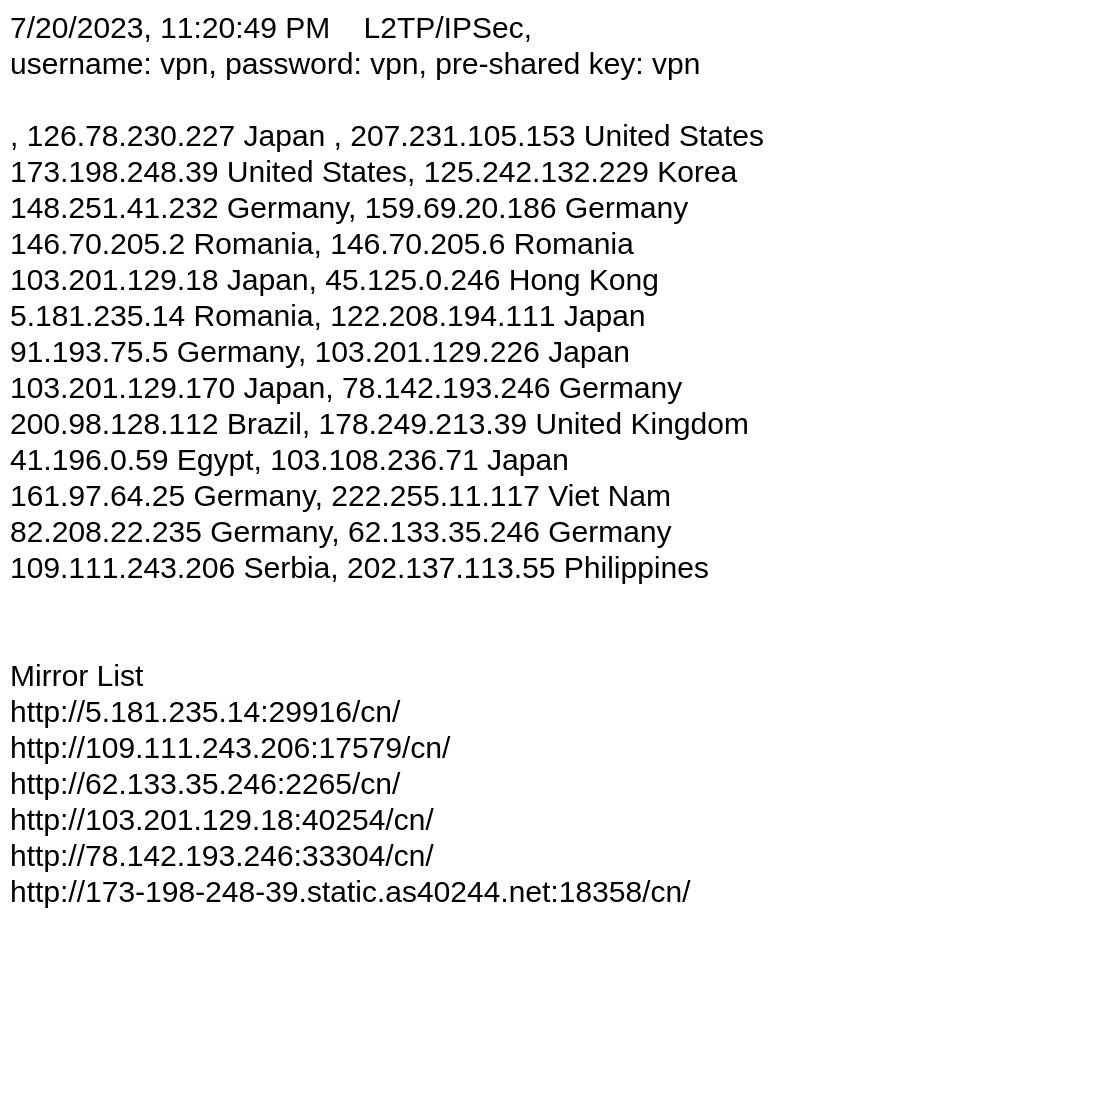 7/20/2023, 11:20:49 PM    L2TP/IPSec,
username: vpn, password: vpn, pre-shared key: vpn
, 126.78.230.227 Japan , 207.231.105.153 United States
173.198.248.39 United States, 125.242.132.229 Korea
148.251.41.232 Germany, 159.69.20.186 Germany
146.70.205.2 Romania, 146.70.205.6 Romania
103.201.129.18 Japan, 45.125.0.246 Hong Kong
5.181.235.14 Romania, 122.208.194.111 Japan
91.193.75.5 Germany, 103.201.129.226 Japan
103.201.129.170 Japan, 78.142.193.246 Germany
200.98.128.112 Brazil, 178.249.213.39 United Kingdom
41.196.0.59 Egypt, 103.108.236.71 Japan
161.97.64.25 Germany, 222.255.11.117 Viet Nam
82.208.22.235 Germany, 62.133.35.246 Germany
109.111.243.206 Serbia, 202.137.113.55 Philippines
Mirror List
http://5.181.235.14:29916/cn/
http://109.111.243.206:17579/cn/
http://62.133.35.246:2265/cn/
http://103.201.129.18:40254/cn/
http://78.142.193.246:33304/cn/
http://173-198-248-39.static.as40244.net:18358/cn/